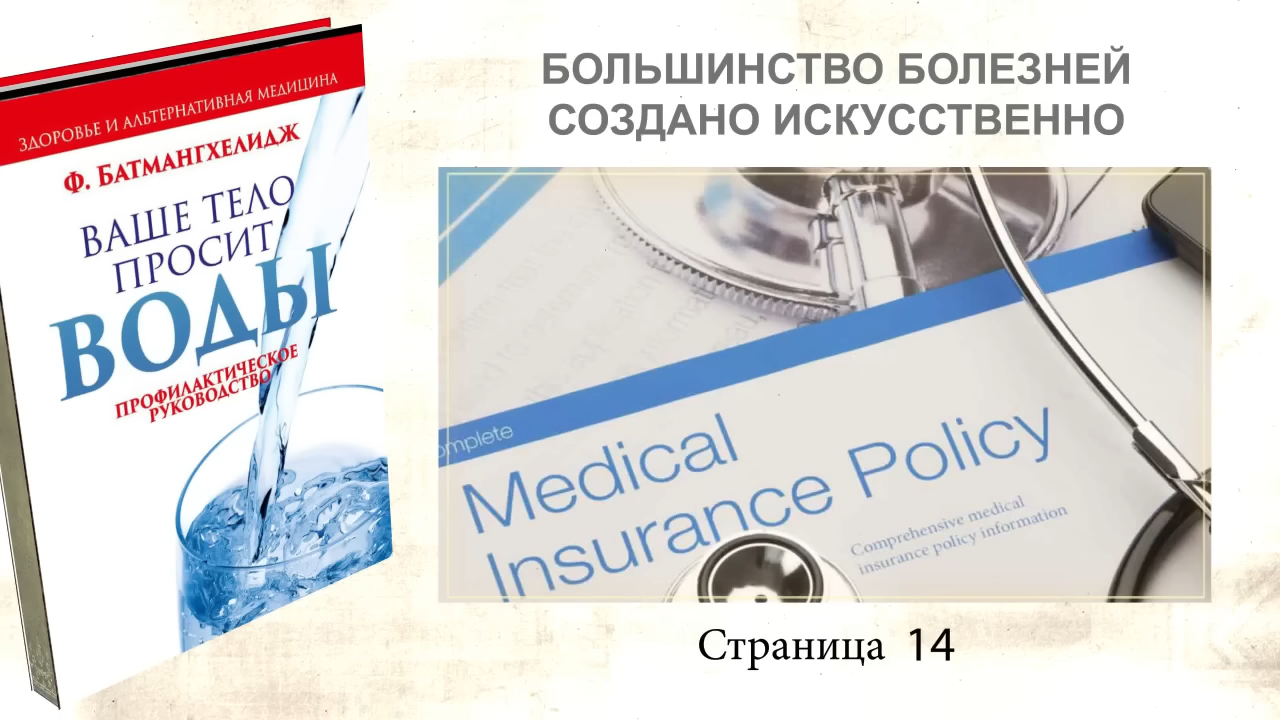 ЗДОРОВЬЕ И АЛЬТЕРНАТИВНАЯ МЕДИЦИНА
Ф. БАТМАНГХЕЛИДЖ
ВАШЕ ТЕЛО
ПРОСИТ
ВОДЫ
ПРОФИЛАКТИЧЕСКОЕ
РУКОВОДСТВО
БОЛЬШИНСТВО БОЛЕЗНЕЙ
СОЗДАНО ИСКУССТВЕННО
omplete
Medical
Insurance Policy
Comprehensive medical
insurance policy information
Страница 14